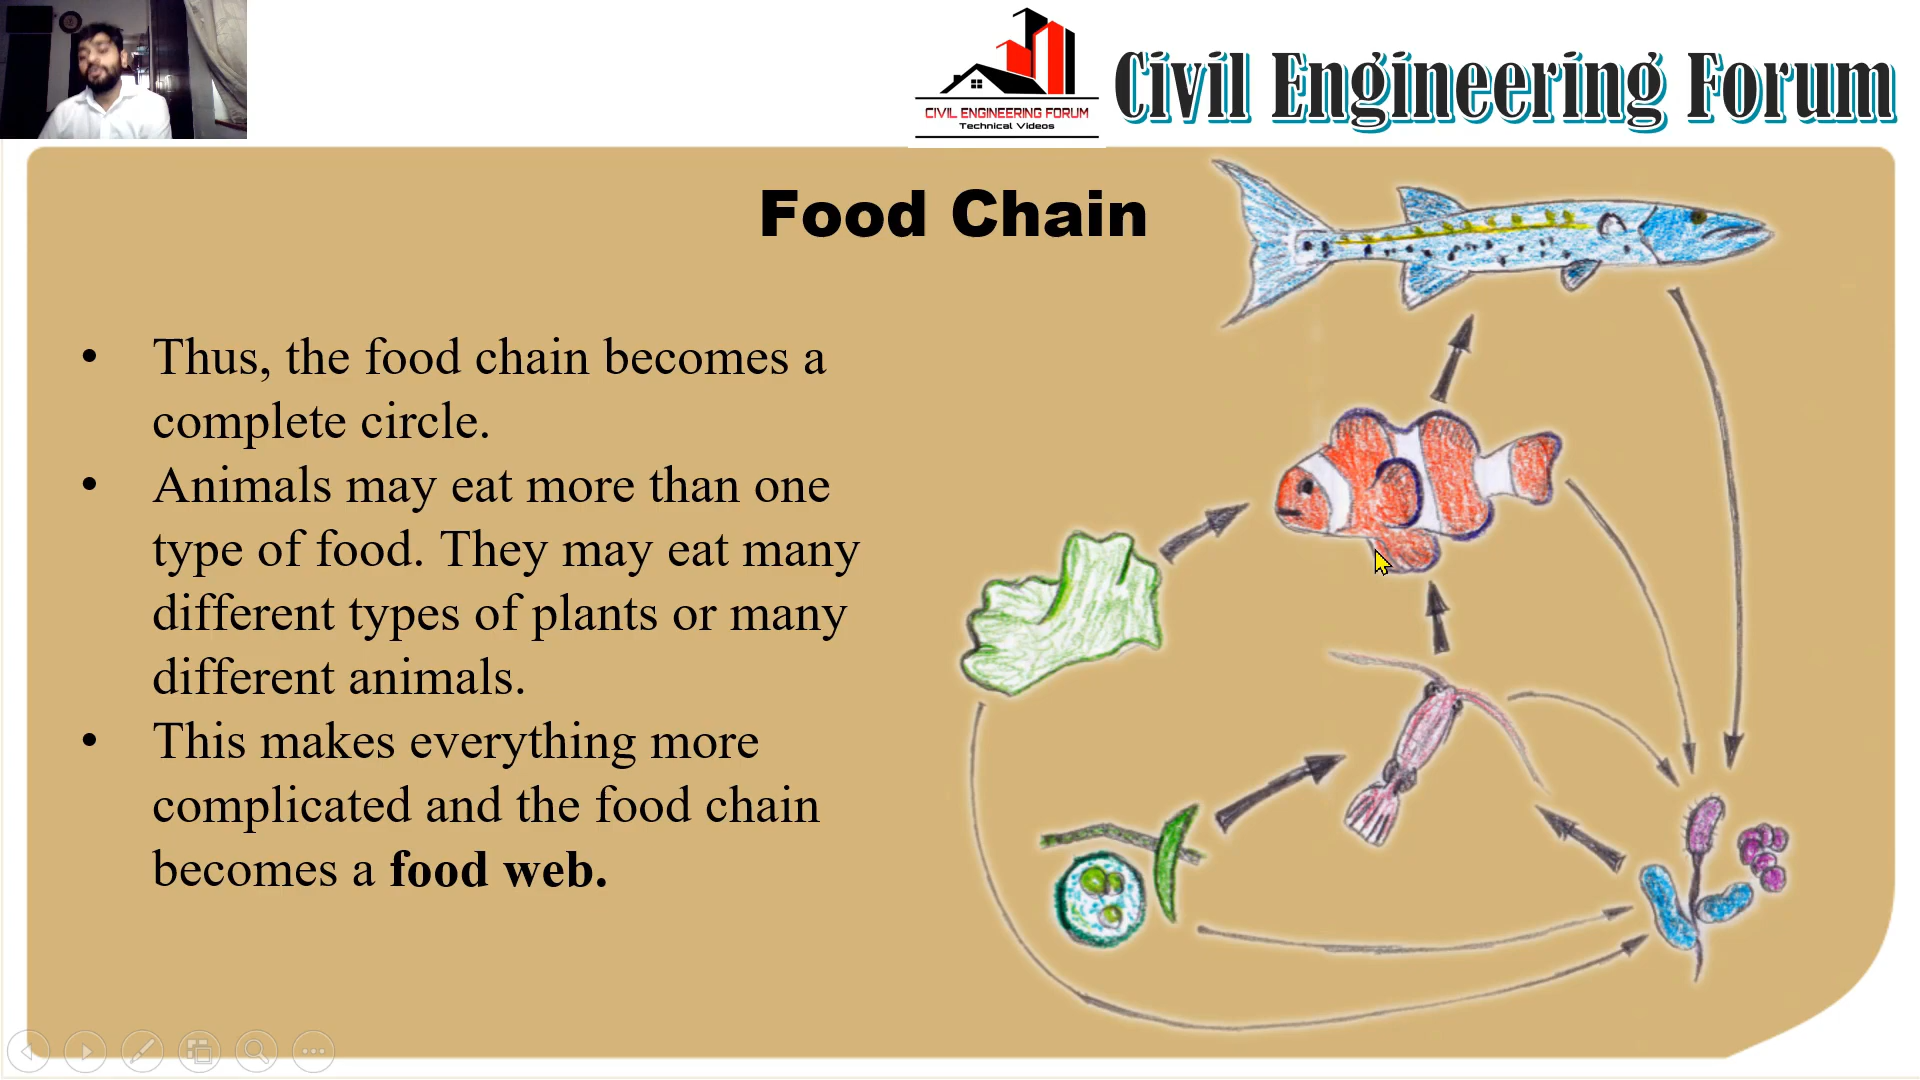 CIVIL ENGINEERING FORUM
Technical Videos
Civil Engineering Forum
Food Chain
• Thus, the food chain becomes a
complete circle.
• Animals may eat more than one
type of food. They may eat many
different types of plants or many
different animals.
• This makes everything more
complicated and the food chain
becomes a food web.